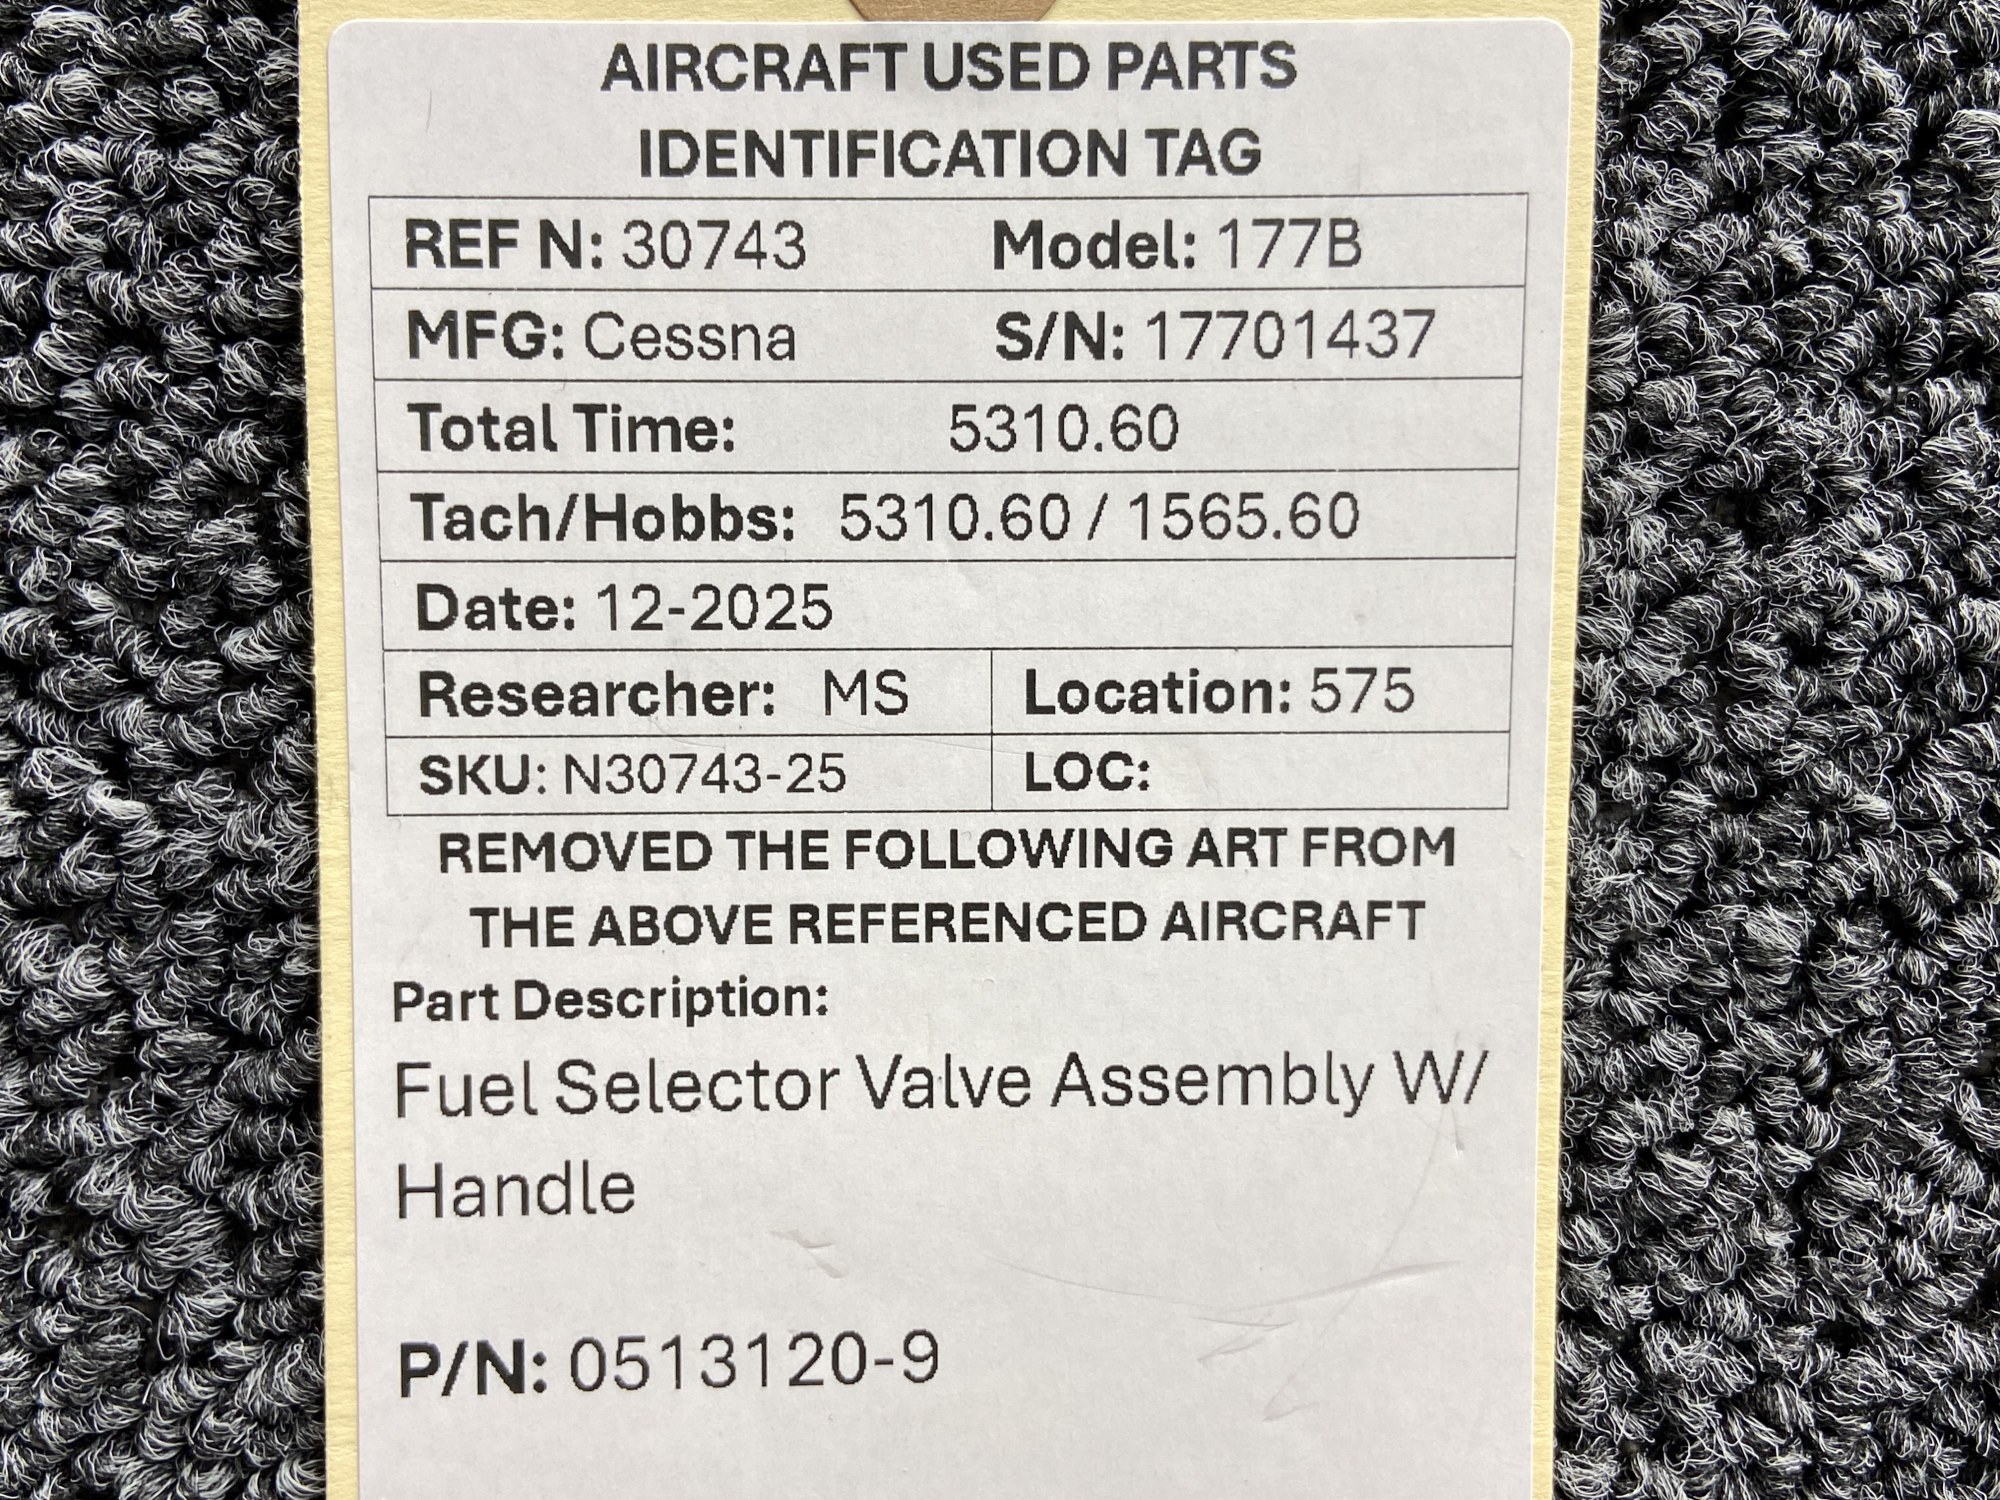 AIRCRAFT USED PARTS
IDENTIFICATION TAG
REF N: 30743 Model: 177B
MFG: Cessna S/N: 17701437
Total Time: 5310.60
Tach/Hobbs: 5310.60 / 1565.60
Date: 12-2025
Researcher: MS Location: 575
SKU: N30743-25 LOC:
REMOVED THE FOLLOWING ART FROM
THE ABOVE REFERENCED AIRCRAFT
Part Description:
Fuel Selector Valve Assembly W/
Handle
P/N: 0513120-9